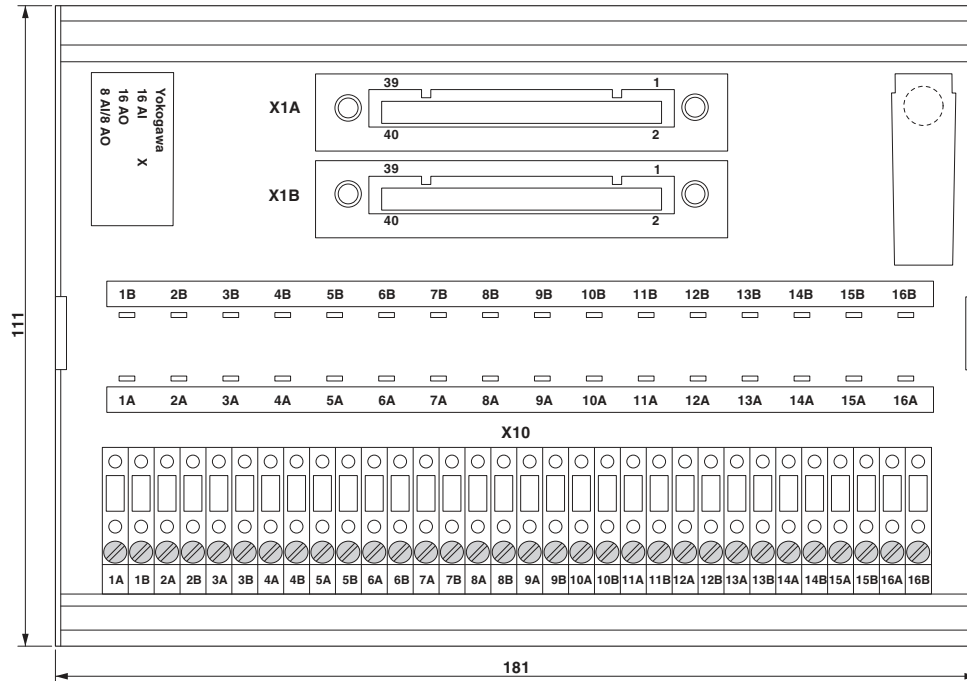 Yokogawa
16 AI X
16 AO
8 AI/8 AO
39 1
X1A
40 2
39 1
X1B
40 2
1B 2B 3B 4B 5B 6B 7B 8B 9B 10B 11B 12B 13B 14B 15B 16B
111
1A 2A 3A 4A 5A 6A 7A 8A 9A 10A 11A 12A 13A 14A 15A 16A
X10
1A 1B 2A 2B 3A 3B 4A 4B 5A 5B 6A 6B 7A 7B 8A 8B 9A 9B 10A 10B 11A 11B 12A 12B 13A 13B 14A 14B 15A 15B 16A 16B
181